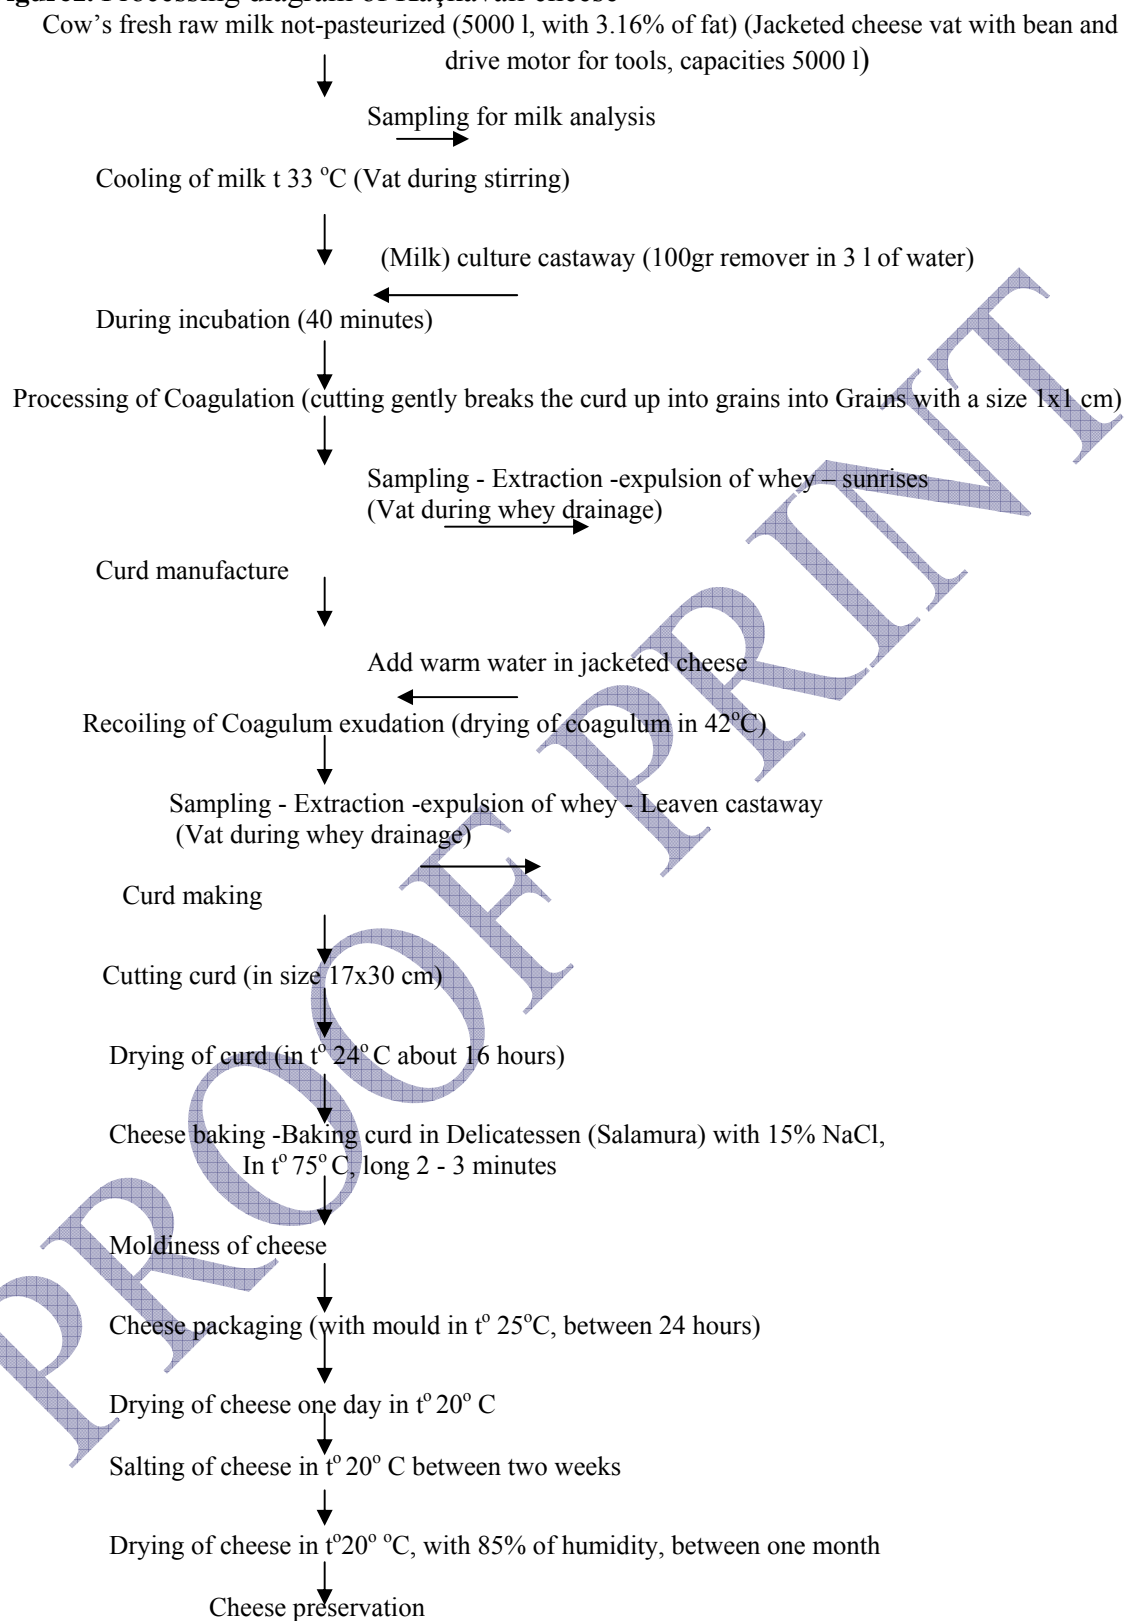 Figure2. Processing diagram of Kaçkavall cheese
Cow’s fresh raw milk not-pasteurized (5000 l, with 3.16% of fat) (Jacketed cheese vat with bean and
drive motor for tools, capacities 5000 l)
Sampling for milk analysis
Cooling of milk t 33 °C (Vat during stirring)
(Milk) culture castaway (100gr remover in 3 l of water)
During incubation (40 minutes)
Processing of Coagulation (cutting gently breaks the curd up into grains into Grains with a size 1x1 cm)
Sampling - Extraction -expulsion of whey – sunrises
(Vat during whey drainage)
Curd manufacture
Add warm water in jacketed cheese
Recoiling of Coagulum exudation (drying of coagulum in 42°C)
Sampling - Extraction -expulsion of whey - Leaven castaway
(Vat during whey drainage)
Curd making
Cutting curd (in size 17x30 cm)
Drying of curd (in t° 24° C about 16 hours)
Cheese baking -Baking curd in Delicatessen (Salamura) with 15% NaCl,
In t° 75° C, long 2 - 3 minutes
Moldiness of cheese
Cheese packaging (with mould in t° 25°C, between 24 hours)
Drying of cheese one day in t° 20° C
Salting of cheese in t° 20° C between two weeks
Drying of cheese in t°20° °C, with 85% of humidity, between one month
Cheese preservation
PROOF PRINT